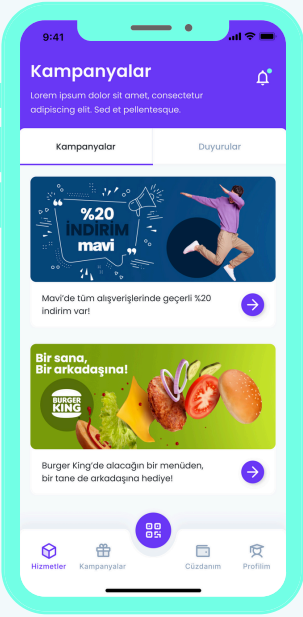 9:41
Kampanyalar
Lorem ipsum dolor sit amet, consectetur
adipiscing elit. Sed et pellentesque.
Kampanyalar
Duyurular
%20
İNDİRİM
mavi
Mavi'de tüm alışverişlerinde geçerli %20
indirim var!
Bir sana,
Bir arkadaşına!
BURGER
KING
Burger King'de alacağın bir menüden,
bir tane de arkadaşına hediye!
Hizmetler
Kampanyalar
Cüzdanım
Profilim